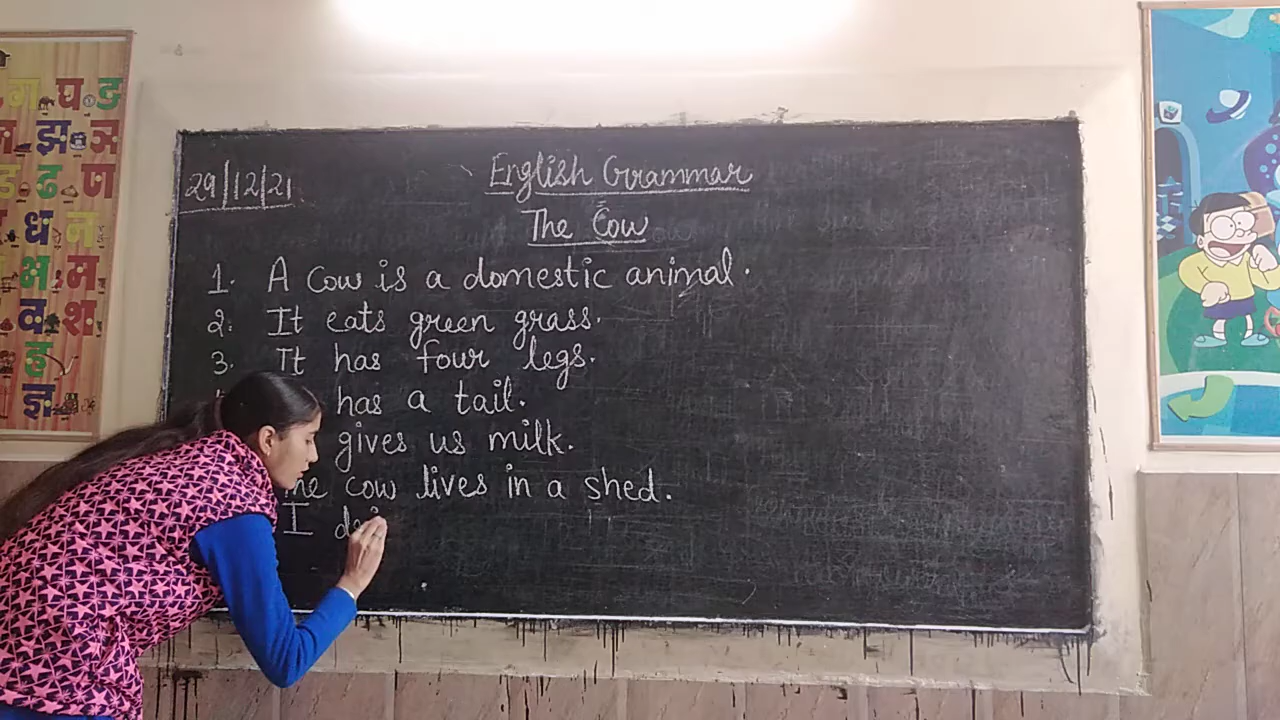 ग घ ङ
झ ञ
ड ढ ण
ध न
भ म
व श
ज्ञ
29/12/21
English Grammar
The Cow
1. A cow is a domestic animal.
2. It eats green grass.
3. It has four legs.
has a tail.
gives us milk.
cow lives in a shed.
I